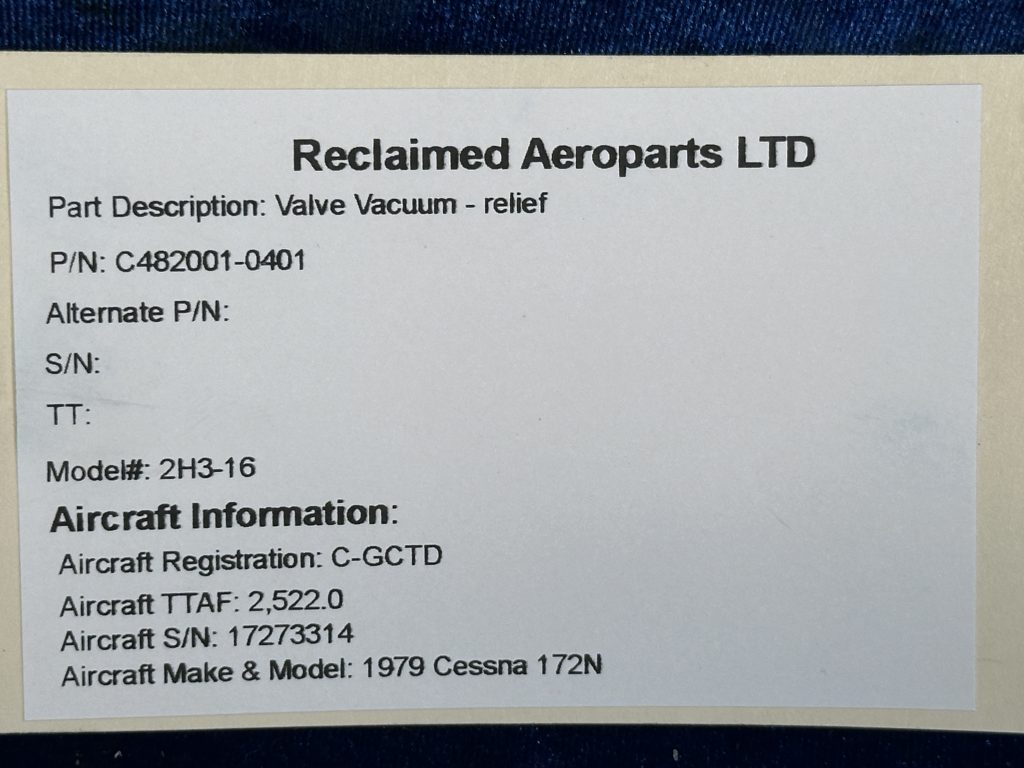 Reclaimed Aeroparts LTD
Part Description: Valve Vacuum - relief
P/N: C482001-0401
Alternate P/N:
S/N:
TT:
Model#: 2H3-16
Aircraft Information:
Aircraft Registration: C-GCTD
Aircraft TTAF: 2,522.0
Aircraft S/N: 17273314
Aircraft Make & Model: 1979 Cessna 172N